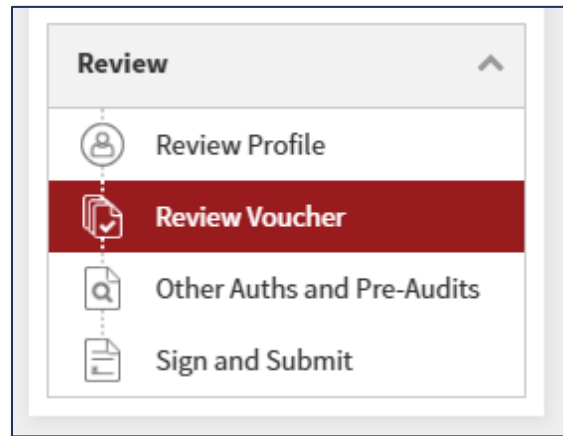 Review
Review Profile
Review Voucher
Other Auths and Pre-Audits
Sign and Submit